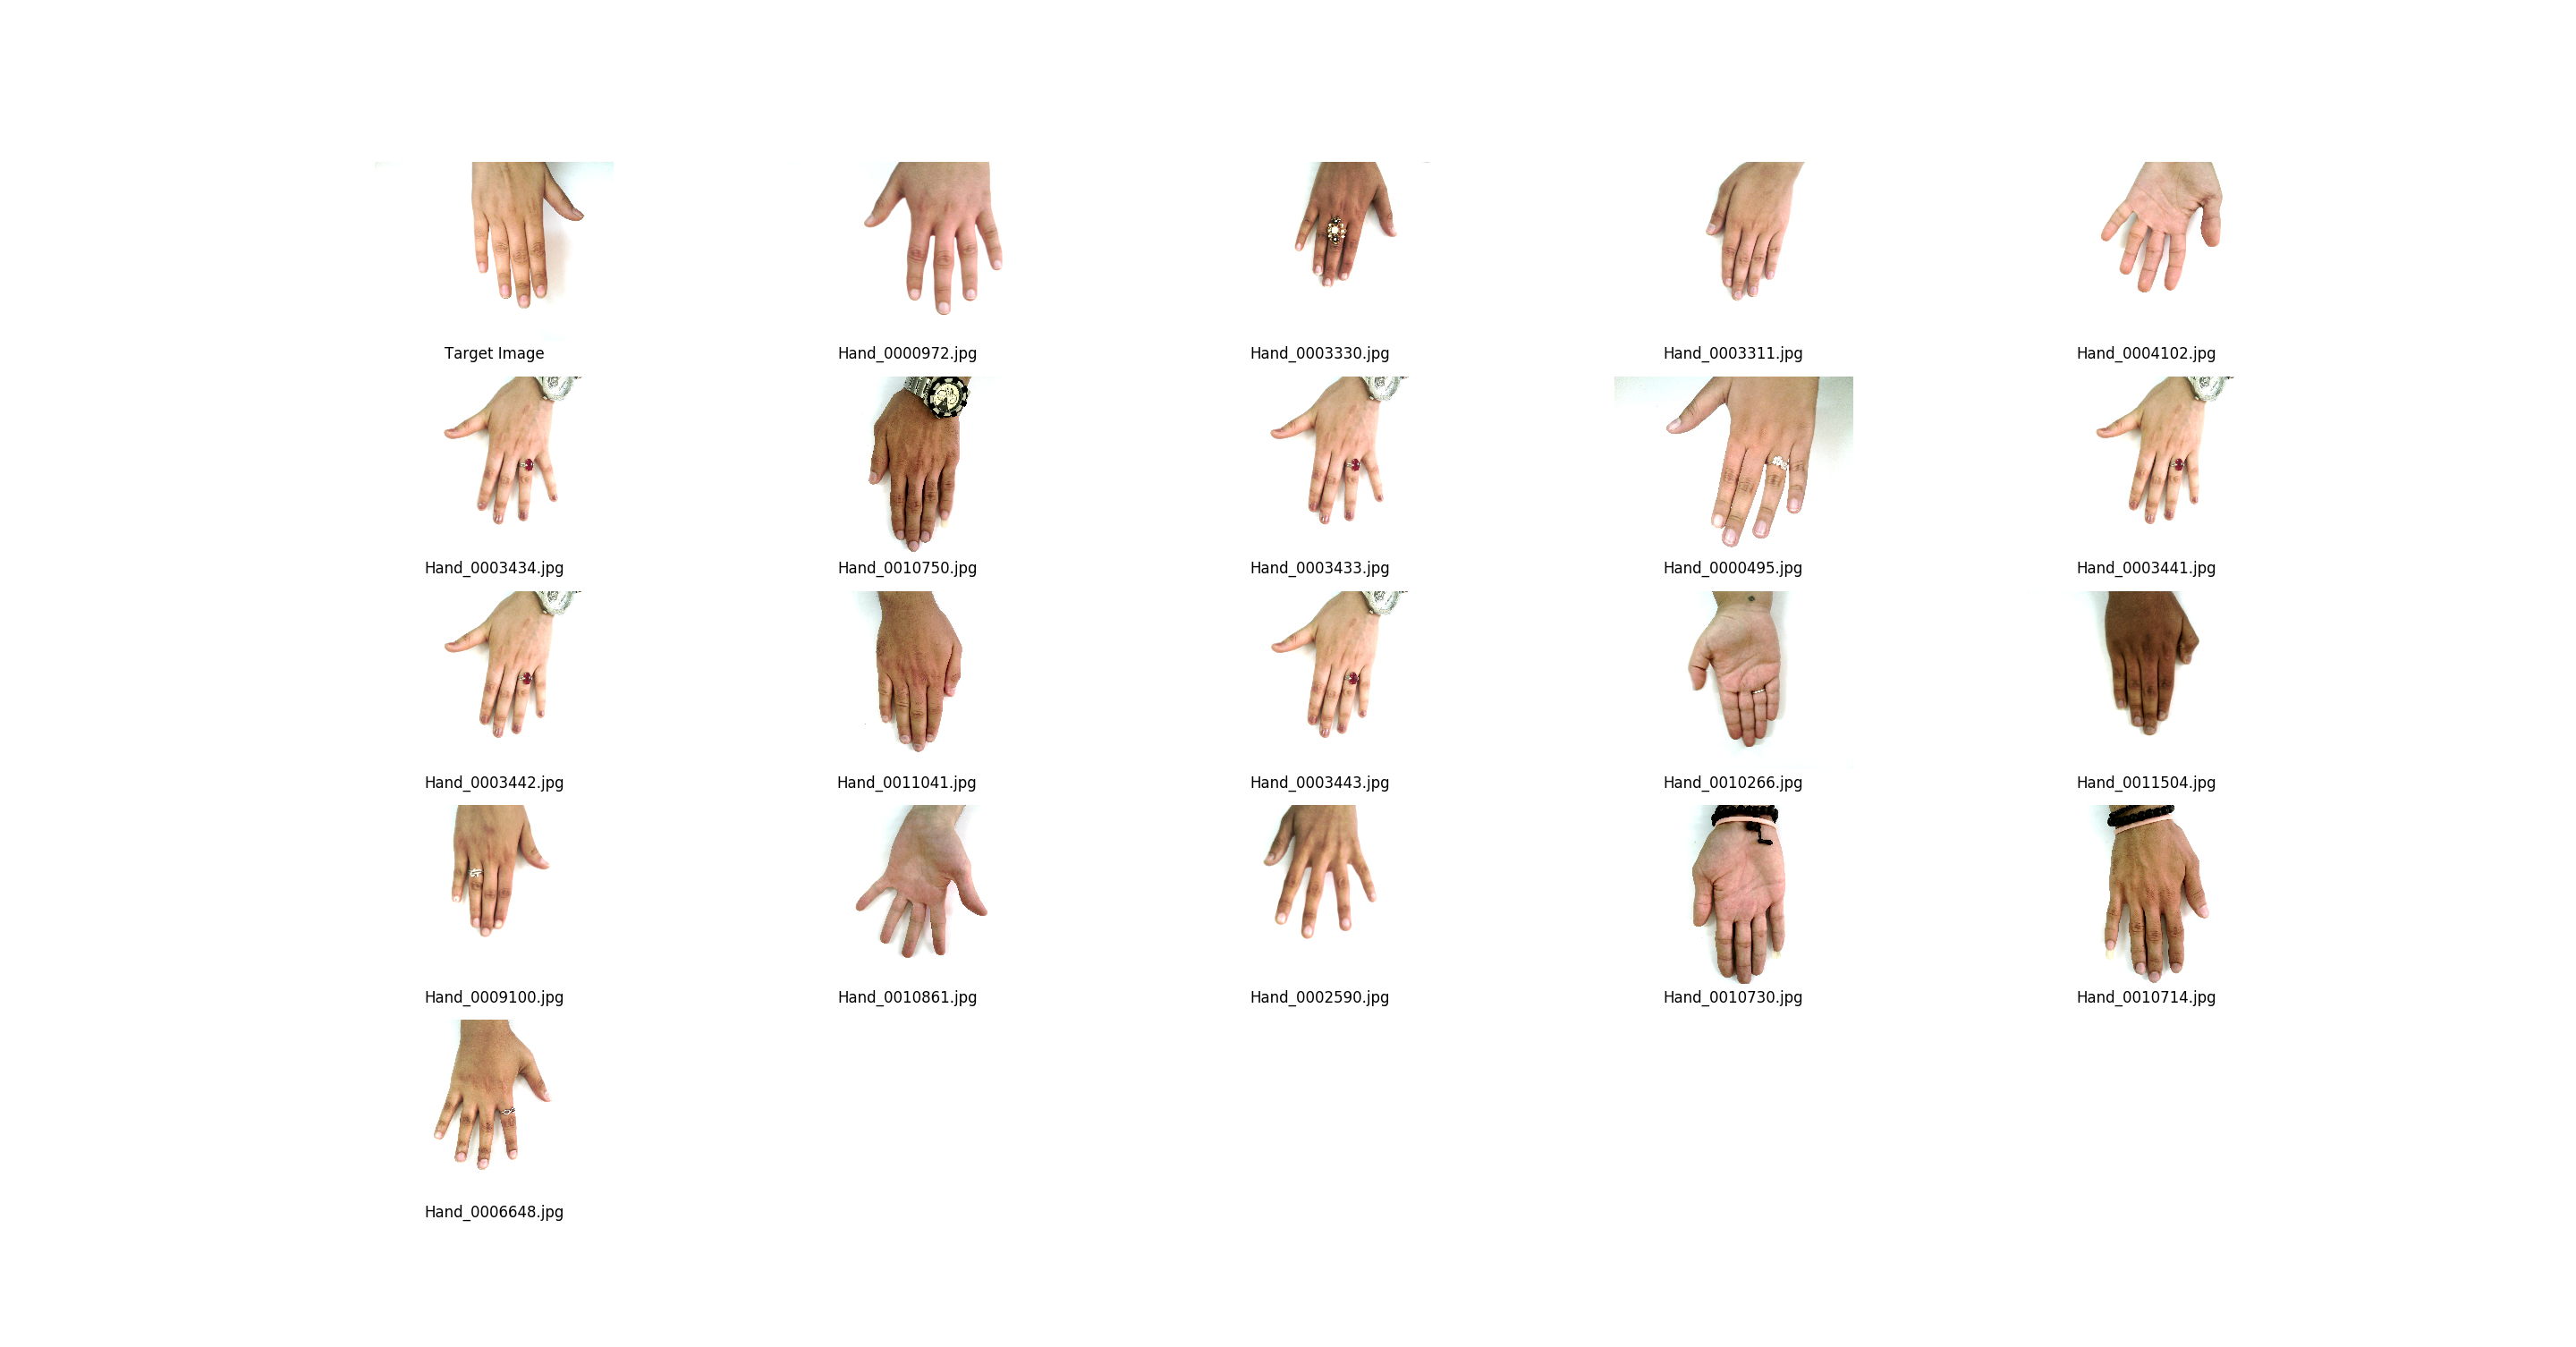 Target Image
Hand_0000972.jpg
Hand_0003330.jpg
Hand_0003311.jpg
Hand_0004102.jpg
Hand_0003434.jpg
Hand_0010750.jpg
Hand_0003433.jpg
Hand_0000495.jpg
Hand_0003441.jpg
Hand_0003442.jpg
Hand_0011041.jpg
Hand_0003443.jpg
Hand_0010266.jpg
Hand_0011504.jpg
Hand_0009100.jpg
Hand_0010861.jpg
Hand_0002590.jpg
Hand_0010730.jpg
Hand_0010714.jpg
Hand_0006648.jpg